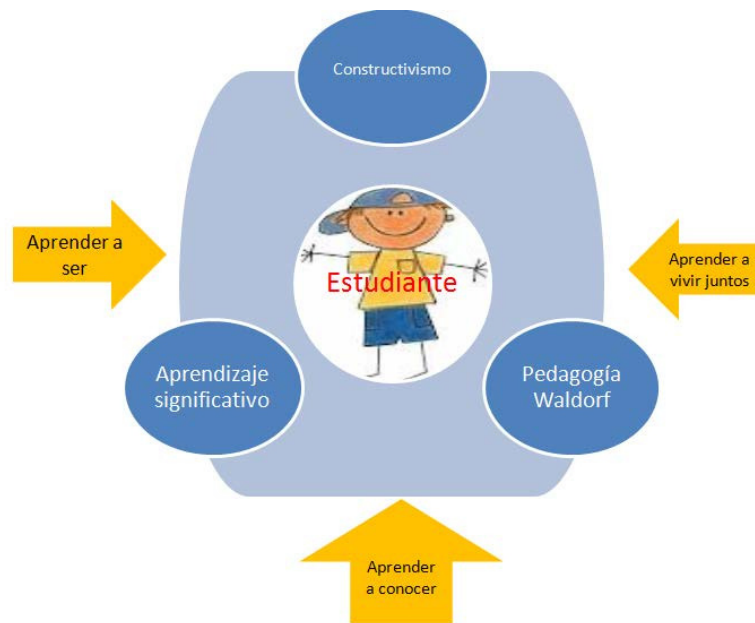 Constructivismo
Aprender a
ser
Estudiante
Aprender a
vivir juntos
Aprendizaje
significativo
Pedagogía
Waldorf
Aprender
a conocer